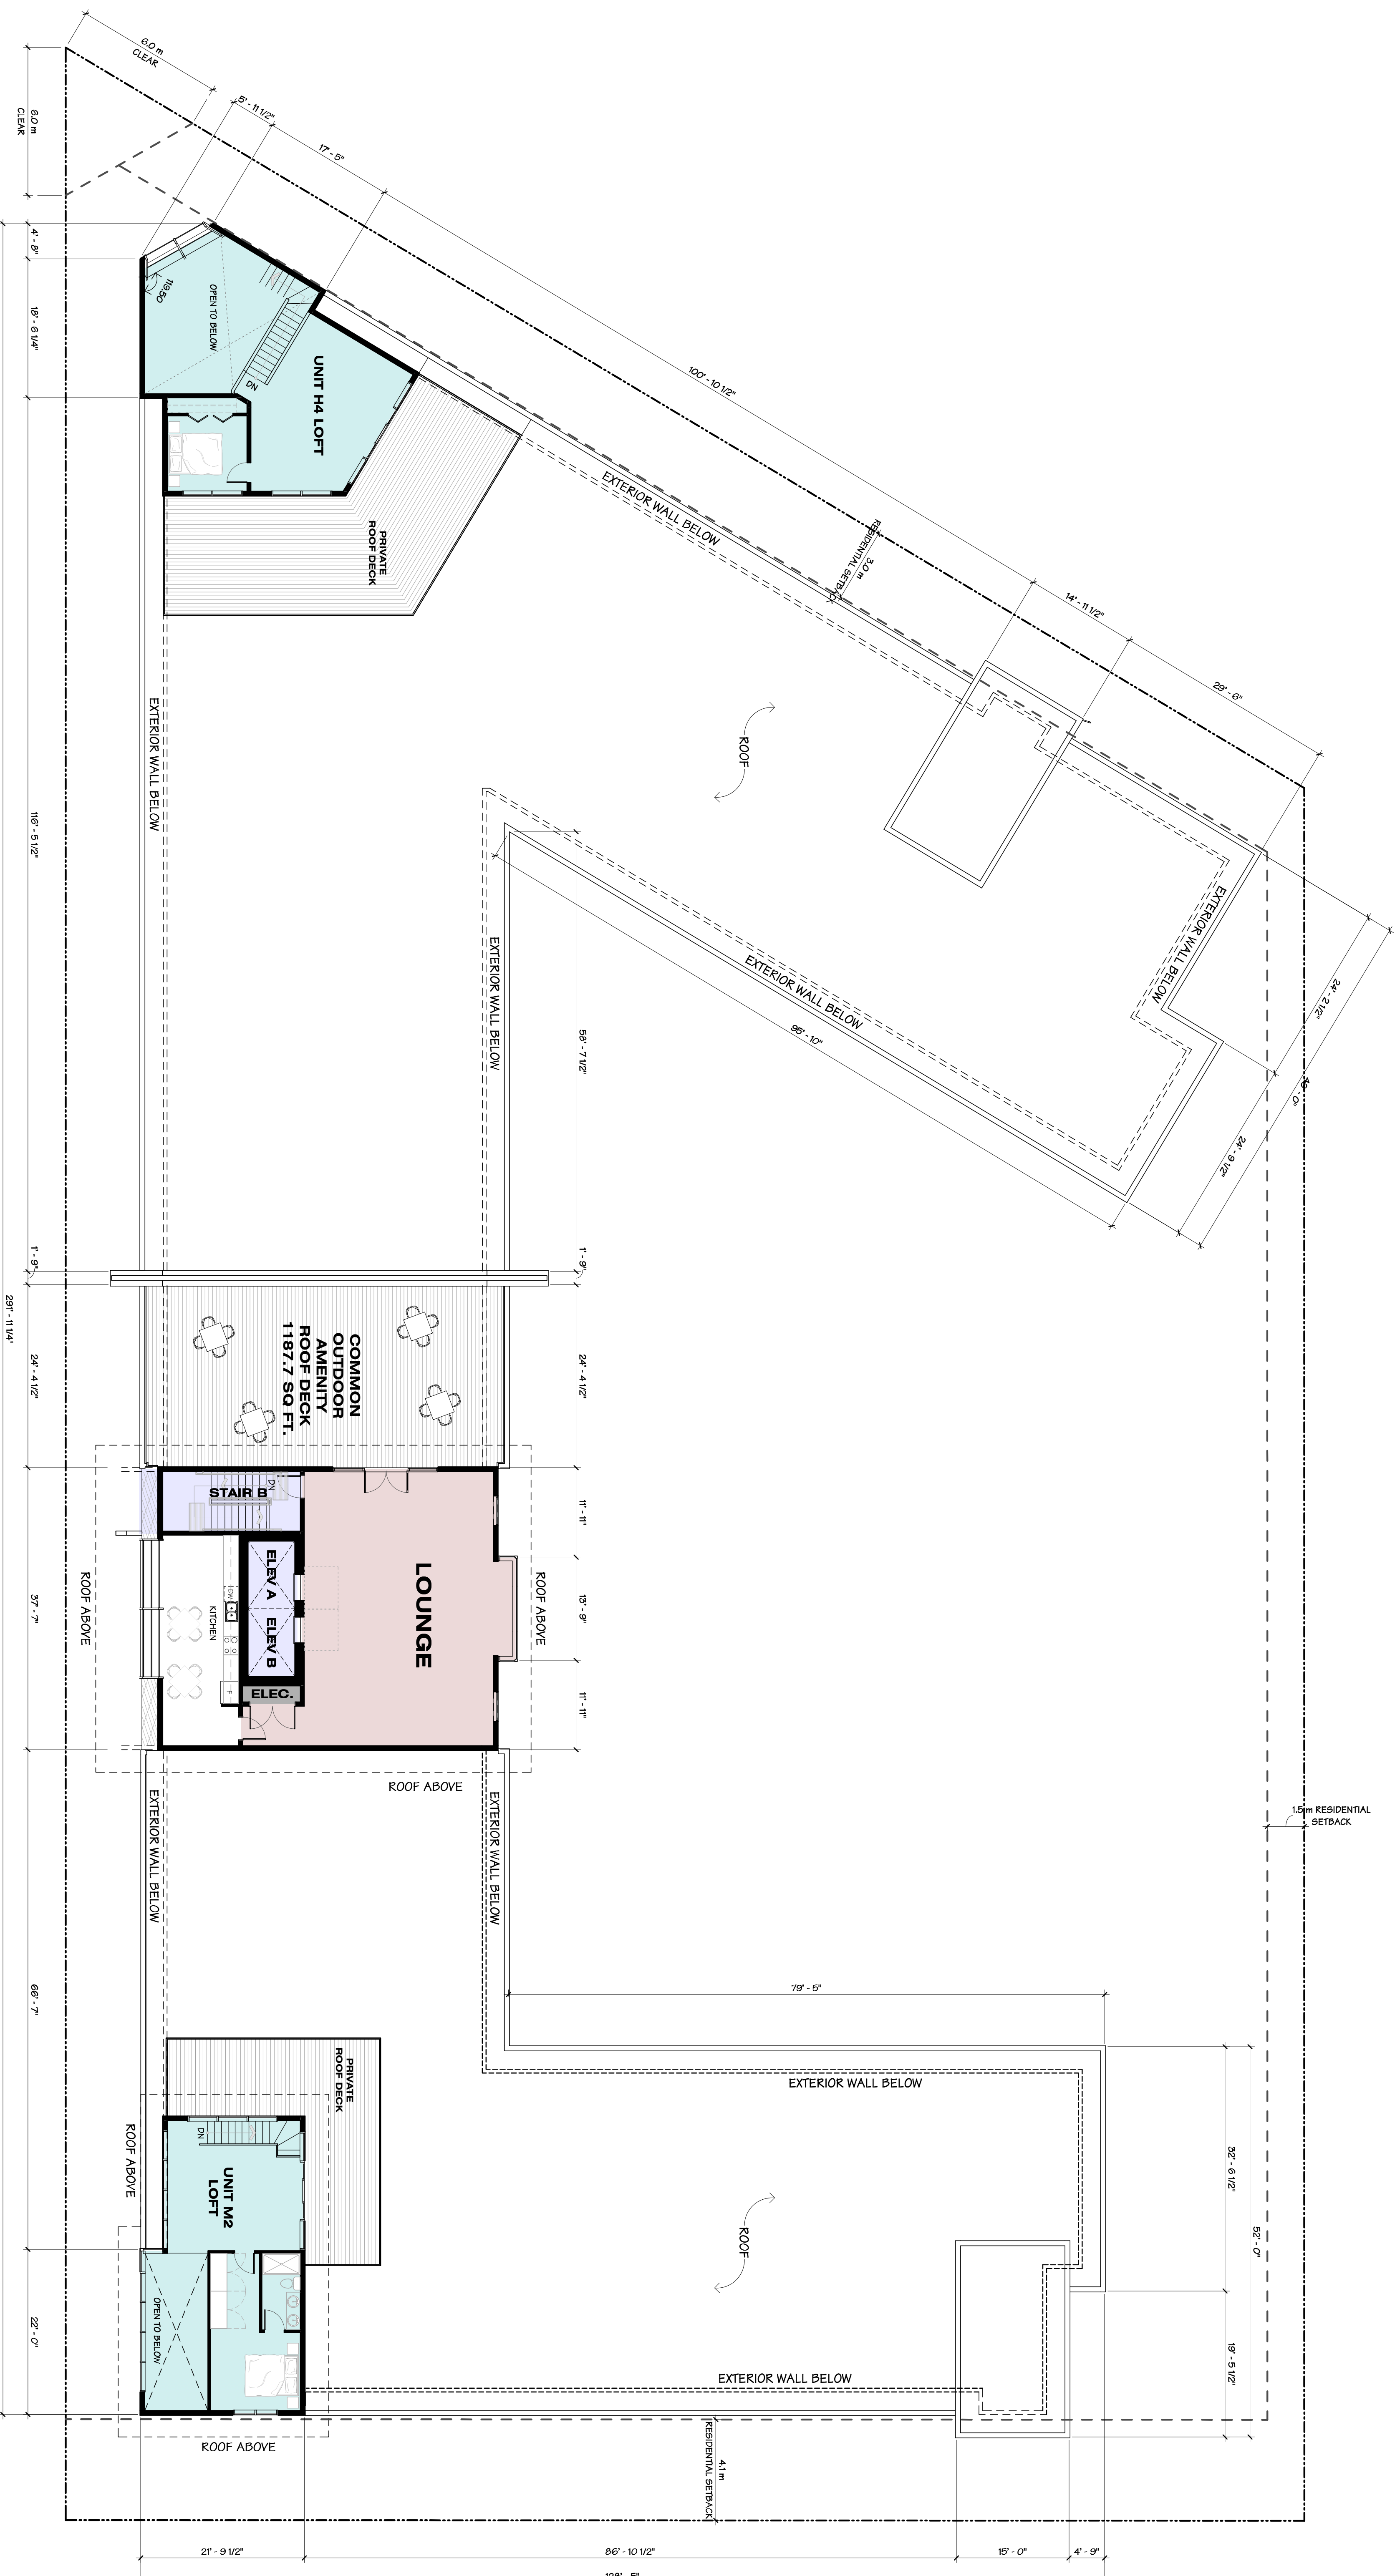 6.0 m
CLEAR
6.0 m
CLEAR
5' - 11 1/2"
17' - 5"
4' - 8"
119.50
OPEN TO BELOW
18' - 6 1/4"
UNIT H4 LOFT
DN
100' - 10 1/2"
PRIVATE
ROOF DECK
EXTERIOR WALL BELOW
RESIDENTIAL SETBACK
3.0 m
14' - 11 1/2"
29' - 6"
EXTERIOR WALL BELOW
ROOF
116' - 5 1/2"
EXTERIOR WALL BELOW
EXTERIOR WALL BELOW
EXTERIOR WALL BELOW
95' - 10"
58' - 7 1/2"
24' - 2 1/2"
49' - 0"
24' - 9 1/2"
1' - 9"
1' - 9"
291' - 11 1/4"
24' - 4 1/2"
COMMON
OUTDOOR
AMENITY
ROOF DECK
1187.7 SQ FT.
24' - 4 1/2"
STAIR B
DN
11' - 11"
ROOF ABOVE
37' - 7"
KITCHEN
DW
F
ELEV A
ELEV B
ELEC.
LOUNGE
ROOF ABOVE
13' - 9"
11' - 11"
ROOF ABOVE
EXTERIOR WALL BELOW
EXTERIOR WALL BELOW
1.5 m RESIDENTIAL
SETBACK
66' - 7"
79' - 5"
PRIVATE
ROOF DECK
EXTERIOR WALL BELOW
ROOF ABOVE
DN
UNIT M2
LOFT
32' - 6 1/2"
52' - 0"
ROOF
22' - 0"
OPEN TO BELOW
19' - 5 1/2"
EXTERIOR WALL BELOW
ROOF ABOVE
RESIDENTIAL SETBACK
4.1 m
21' - 9 1/2"
86' - 10 1/2"
15' - 0"
4' - 9"
128' - 5"